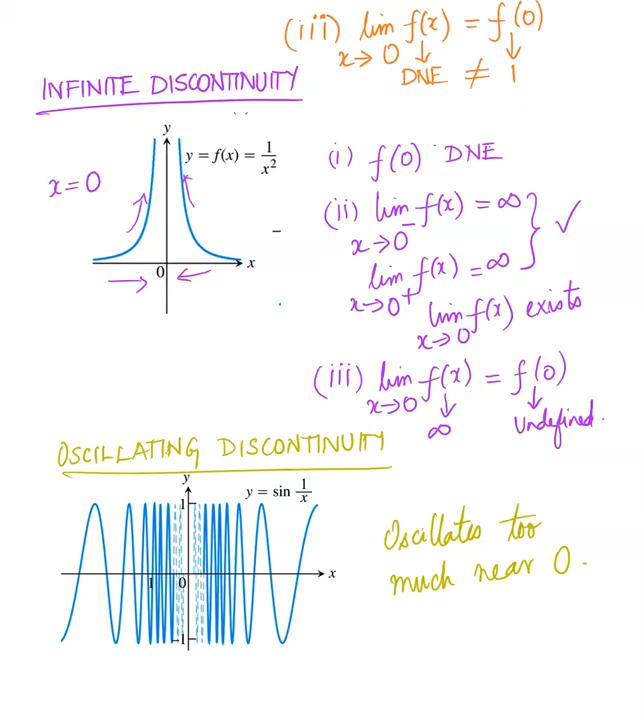 (iii) lim f(x) = f(0)
x→0 ↓ ↓
DNE ≠ 1
INFINITE DISCONTINUITY
y
y = f(x) = 1/x²
x = 0
0
x
(i) f(0) DNE
(ii) lim f(x) = ∞
x→0⁻
lim f(x) = ∞
x→0⁺
} ✓
lim f(x) exists
x→0
(iii) lim f(x) = f(0)
x→0 ↓ ↓
∞ undefined.
OSCILLATING DISCONTINUITY
y
y = sin 1/x
1
1 0
x
-1
Oscillates too
much near 0.